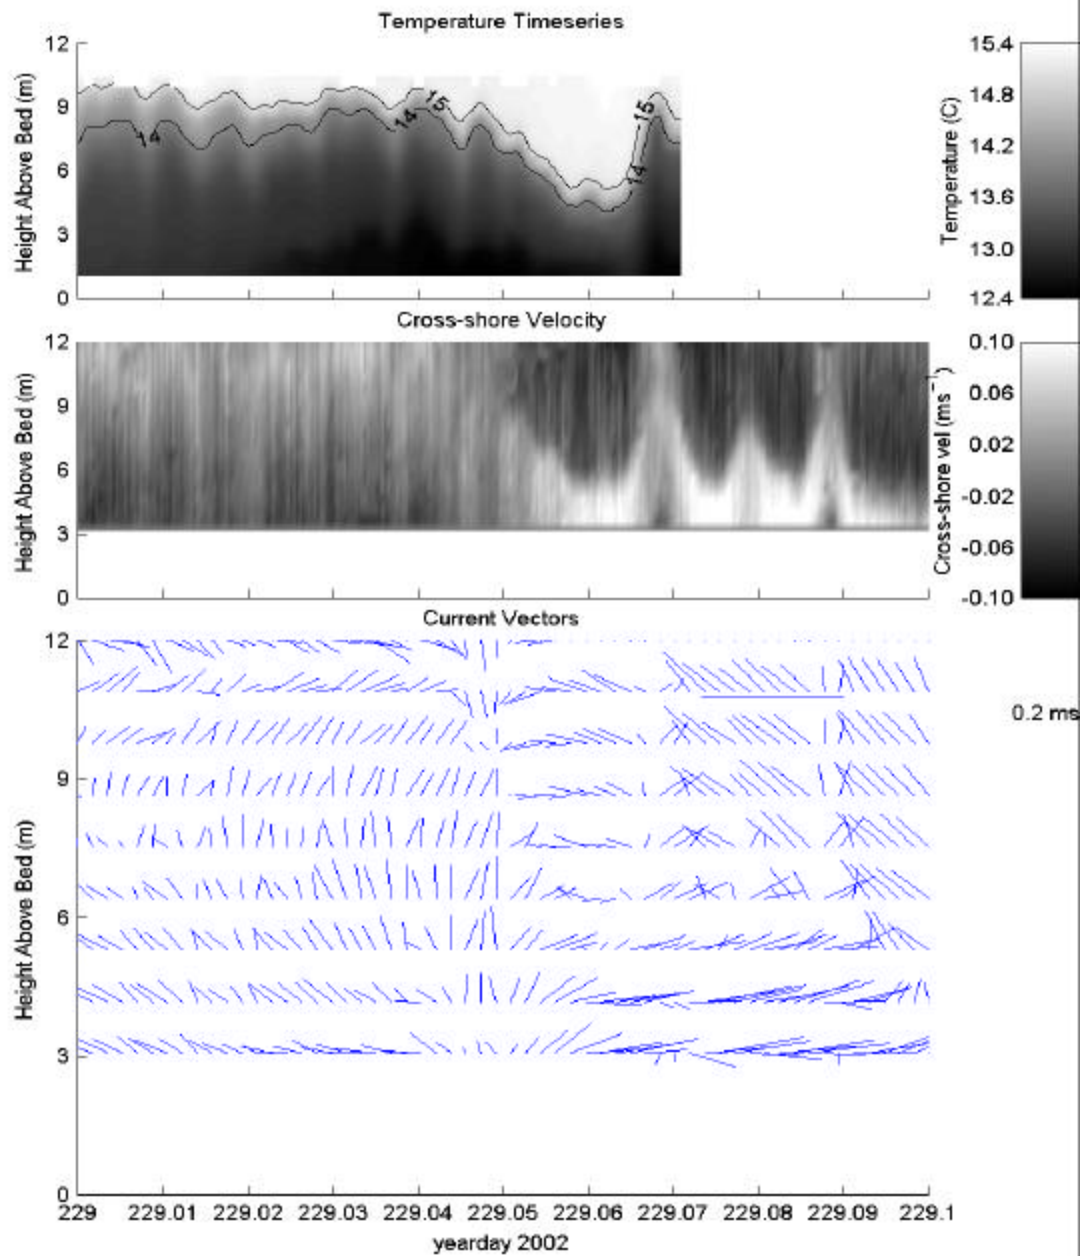 Temperature Timeseries
12
9
6
3
0
Height Above Bed (m)
14
14
15
14
15
15.4
14.8
14.2
13.6
13.0
12.4
Temperature (C)
Cross-shore Velocity
12
9
6
3
0
Height Above Bed (m)
0.10
0.06
0.02
-0.02
-0.06
-0.10
Cross-shore vel (ms⁻¹)
Current Vectors
12
9
6
3
0
Height Above Bed (m)
0.2 ms
229 229.01 229.02 229.03 229.04 229.05 229.06 229.07 229.08 229.09 229.1
yearday 2002